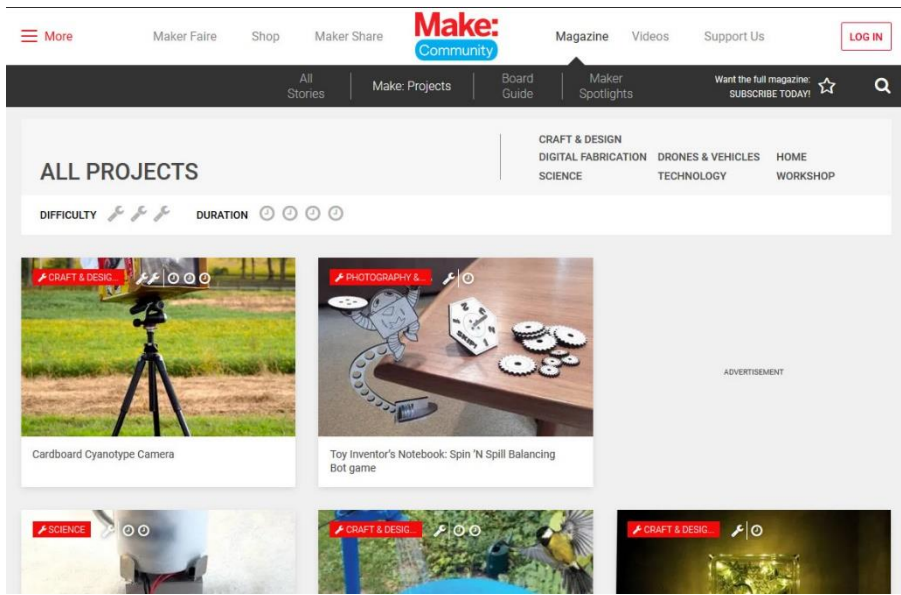 More
Maker Faire
Shop
Maker Share
Make:
Community
Magazine
Videos
Support Us
LOG IN
All
Stories
Make: Projects
Board
Guide
Maker
Spotlights
Want the full magazine:
SUBSCRIBE TODAY!
ALL PROJECTS
CRAFT & DESIGN
DIGITAL FABRICATION DRONES & VEHICLES HOME
SCIENCE TECHNOLOGY WORKSHOP
DIFFICULTY
DURATION
CRAFT & DESIG...
PHOTOGRAPHY &...
SKIP!
ADVERTISEMENT
Cardboard Cyanotype Camera
Toy Inventor's Notebook: Spin 'N Spill Balancing
Bot game
SCIENCE
CRAFT & DESIG...
CRAFT & DESIG...